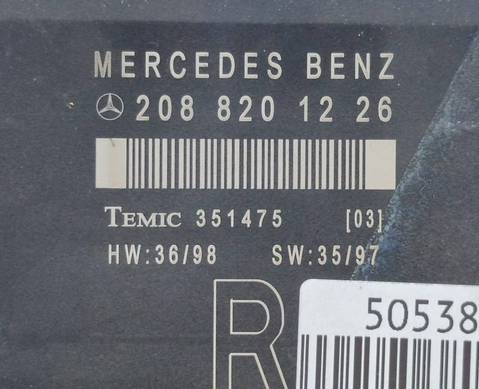 MERCEDES BENZ
208 820 12 26
TEMIC 351475 [03]
HW:36/98 SW:35/97
R
50538